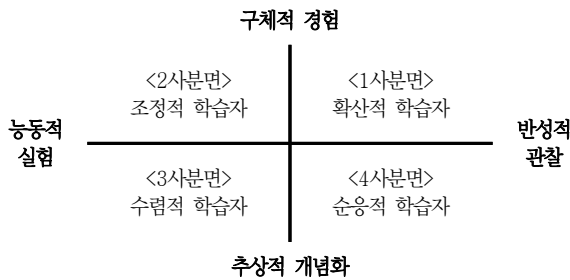 구체적 경험
<2사분면>
조정적 학습자
<1사분면>
확산적 학습자
능동적
실험
반성적
관찰
<3사분면>
수렴적 학습자
<4사분면>
순응적 학습자
추상적 개념화